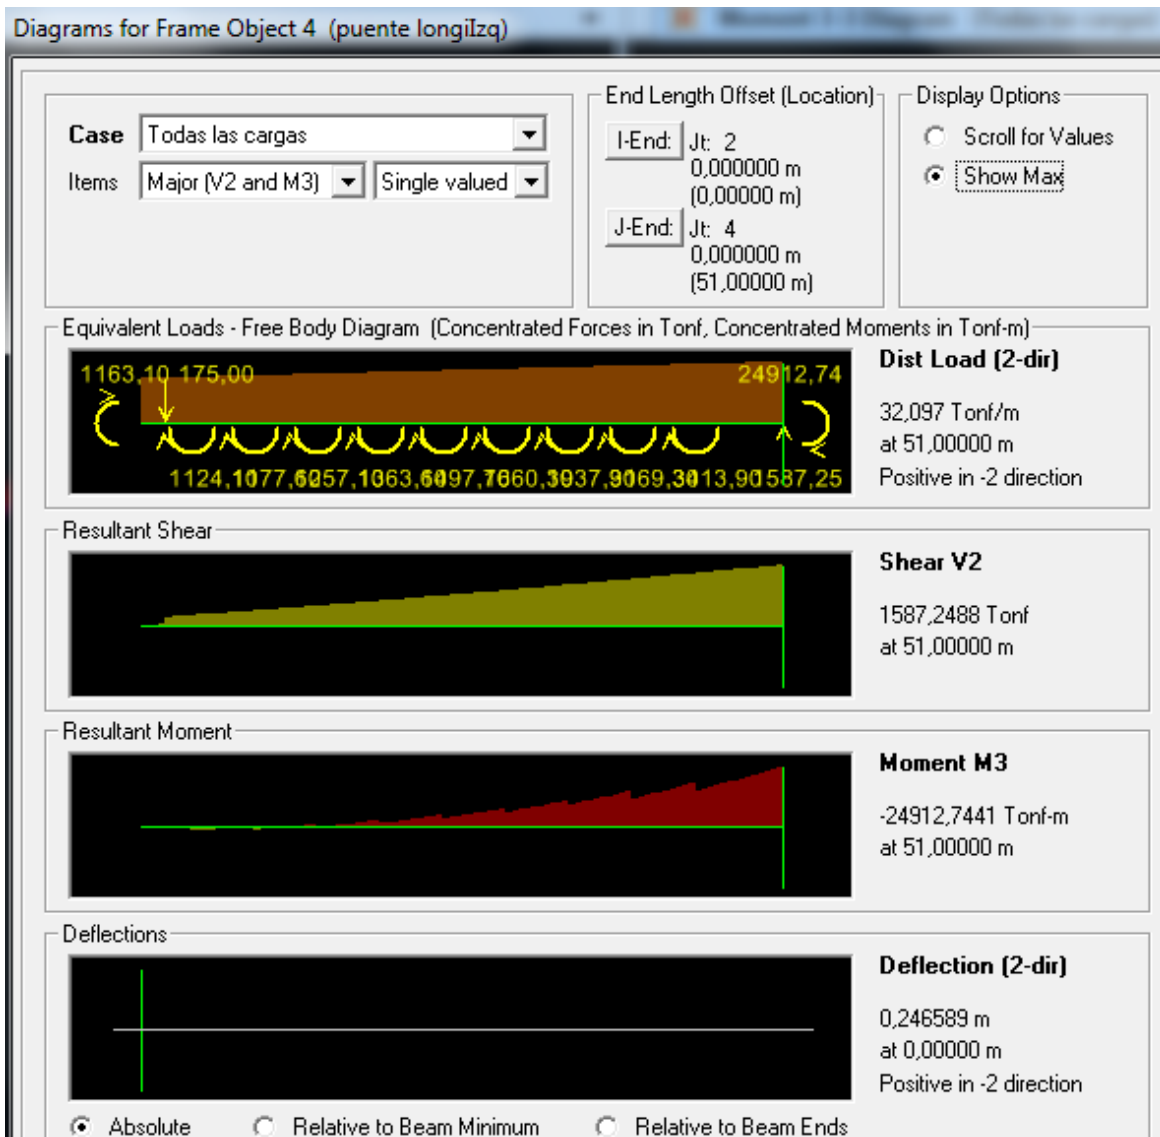 Diagrams for Frame Object 4 (puente longiIzq)
Case Todas las cargas
Items Major (V2 and M3) Single valued
End Length Offset (Location)
I-End: Jt: 2
0,000000 m
(0,00000 m)
J-End: Jt: 4
0,000000 m
(51,00000 m)
Display Options
Scroll for Values
Show Max
Equivalent Loads - Free Body Diagram (Concentrated Forces in Tonf, Concentrated Moments in Tonf-m)
1163,10 175,00 24912,74
1587,25
Dist Load (2-dir)
32,097 Tonf/m
at 51,00000 m
Positive in -2 direction
Resultant Shear
Shear V2
1587,2488 Tonf
at 51,00000 m
Resultant Moment
Moment M3
-24912,7441 Tonf-m
at 51,00000 m
Deflections
Deflection (2-dir)
0,246589 m
at 0,00000 m
Positive in -2 direction
Absolute Relative to Beam Minimum Relative to Beam Ends